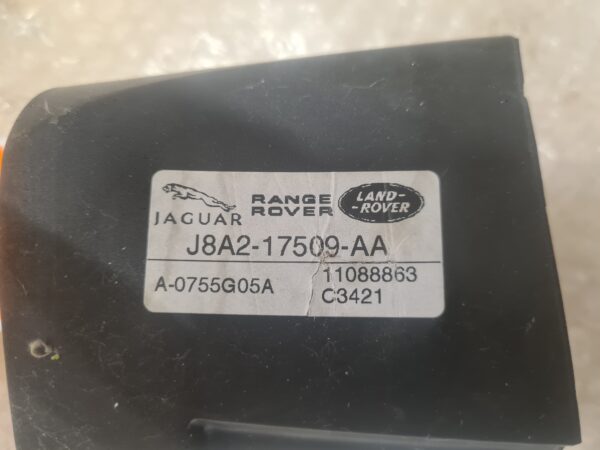 JAGUAR
RANGE
ROVER
LAND-
-ROVER
J8A2-17509-AA
A-0755G05A
11088863
C3421